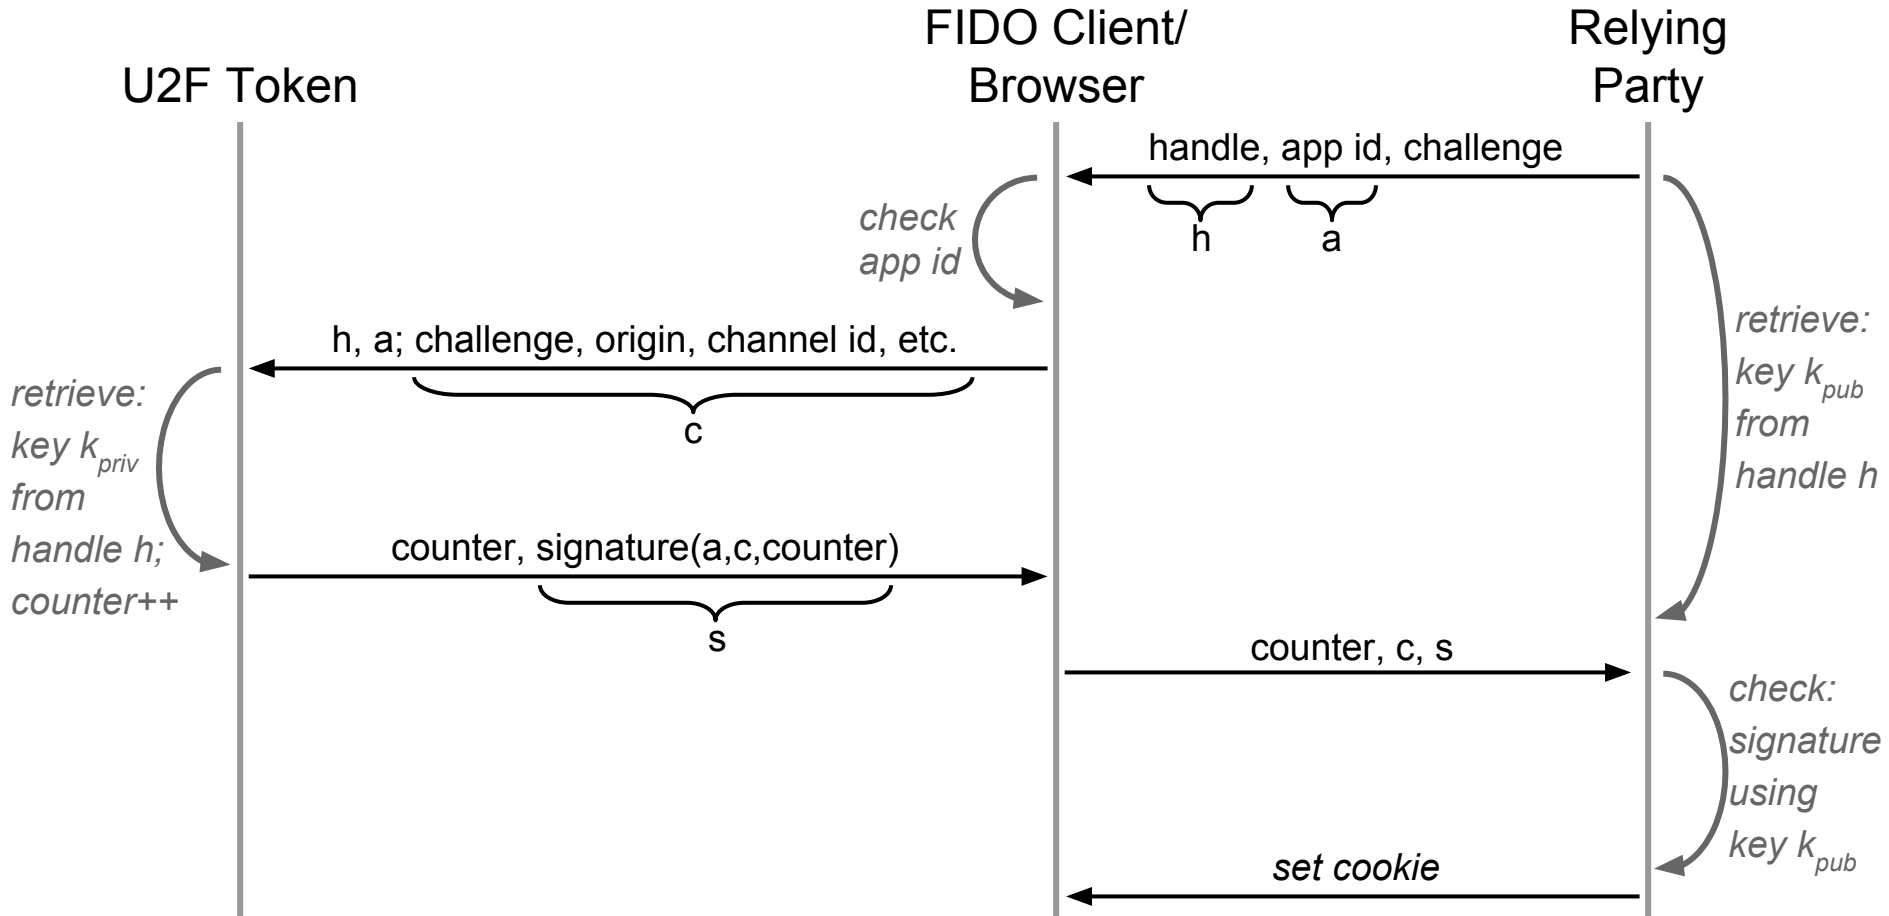 U2F Token
FIDO Client/
Browser
Relying
Party
handle, app id, challenge
h
a
check
app id
retrieve:
key k_pub
from
handle h
h, a; challenge, origin, channel id, etc.
c
retrieve:
key k_priv
from
handle h;
counter++
counter, signature(a,c,counter)
s
counter, c, s
check:
signature
using
key k_pub
set cookie